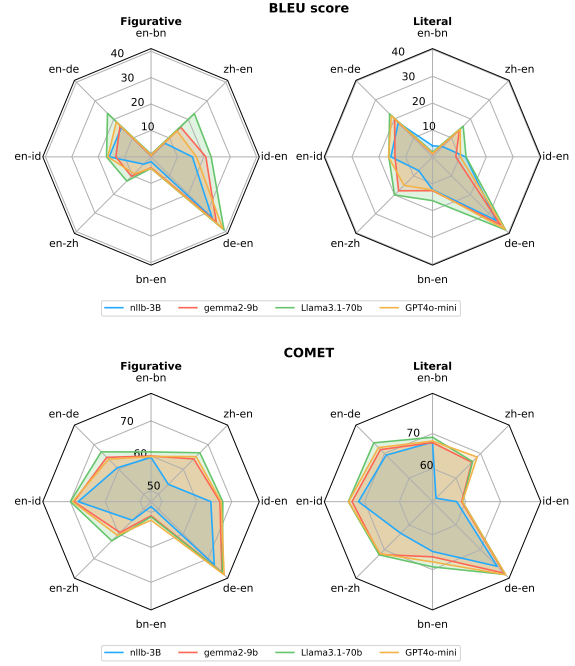 BLEU score
Figurative
Literal
en-bn
en-bn
40
40
en-de
zh-en
en-de
zh-en
30
30
20
20
10
10
en-id
id-en
en-id
id-en
en-zh
de-en
en-zh
de-en
bn-en
bn-en
nllb-3B gemma2-9b Llama3.1-70b GPT4o-mini
COMET
Figurative
Literal
en-bn
en-bn
en-de
zh-en
en-de
zh-en
70
70
60
60
50
en-id
id-en
en-id
id-en
en-zh
de-en
en-zh
de-en
bn-en
bn-en
nllb-3B gemma2-9b Llama3.1-70b GPT4o-mini